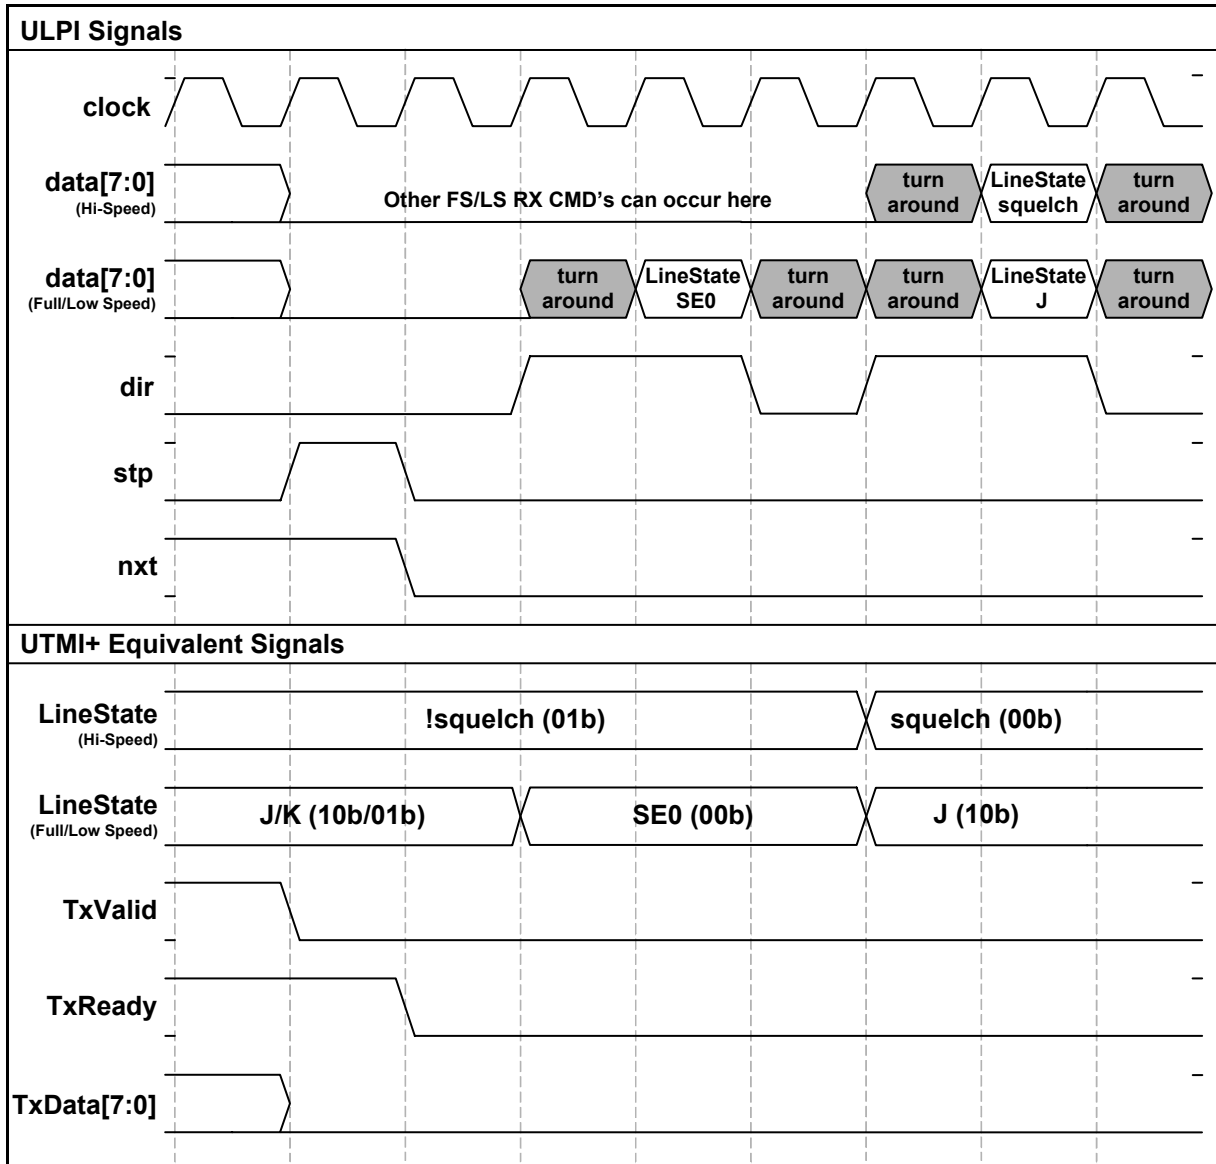 ULPI Signals
clock
data[7:0]
(Hi-Speed)
Other FS/LS RX CMD's can occur here
turn
around
LineState
squelch
turn
around
data[7:0]
(Full/Low Speed)
turn
around
LineState
SE0
turn
around
turn
around
LineState
J
turn
around
dir
stp
nxt
UTMI+ Equivalent Signals
LineState
(Hi-Speed)
!squelch (01b)
squelch (00b)
LineState
(Full/Low Speed)
J/K (10b/01b)
SE0 (00b)
J (10b)
TxValid
TxReady
TxData[7:0]